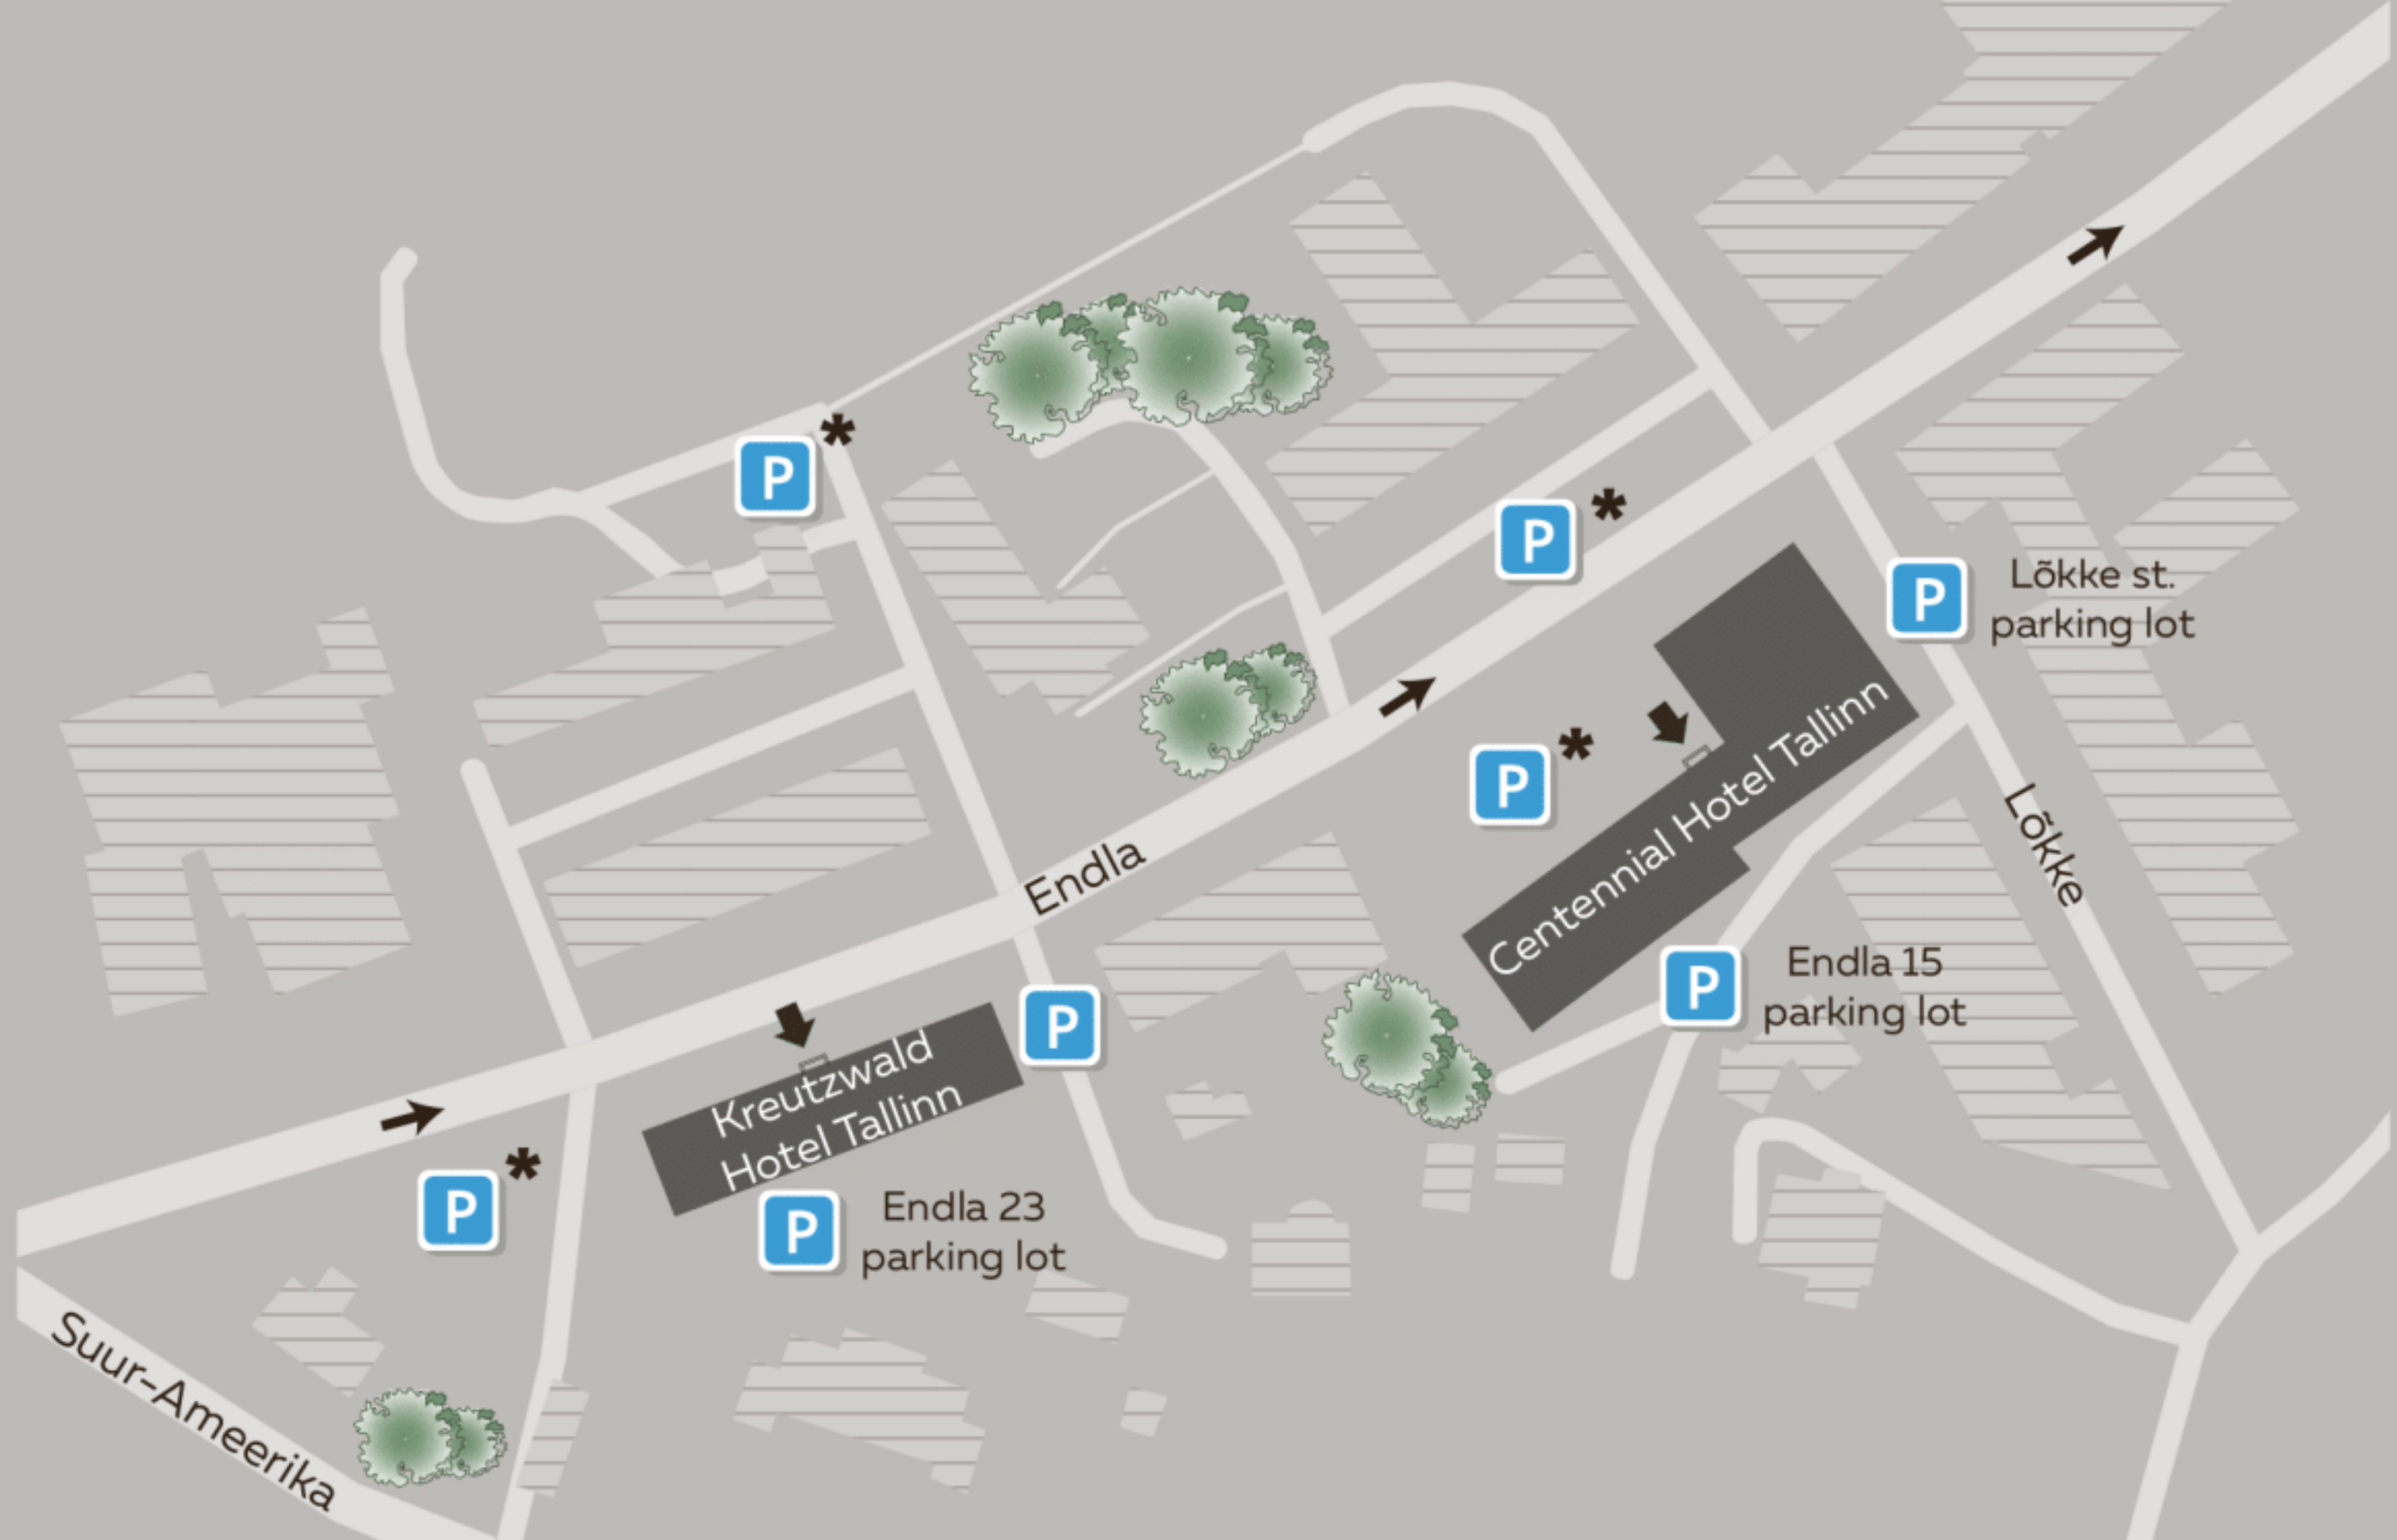 P *
P *
Lõkke st.
P parking lot
Centennial Hotel Tallinn
P *
Lõkke
Endla
Endla 15
P parking lot
P
Kreutzwald
Hotel Tallinn
P *
Endla 23
P parking lot
Suur-Ameerika